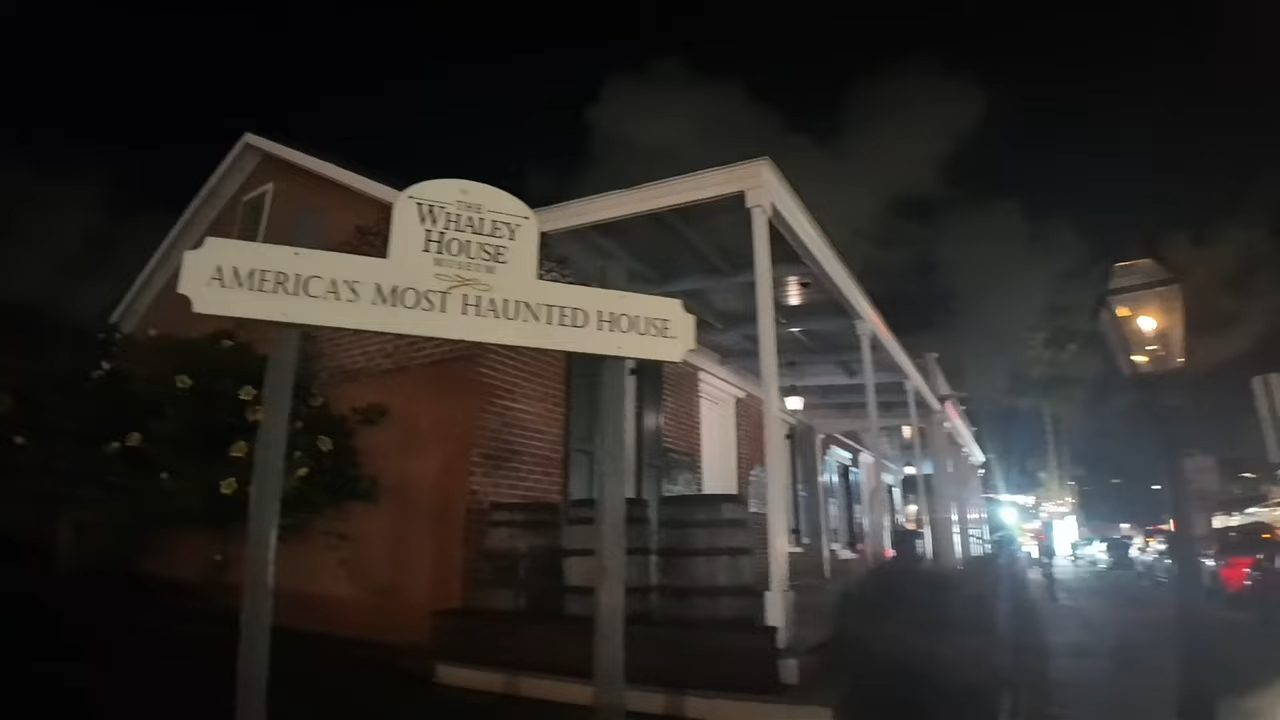 THE
WHALEY
HOUSE
MUSEUM
AMERICA'S MOST HAUNTED HOUSE.